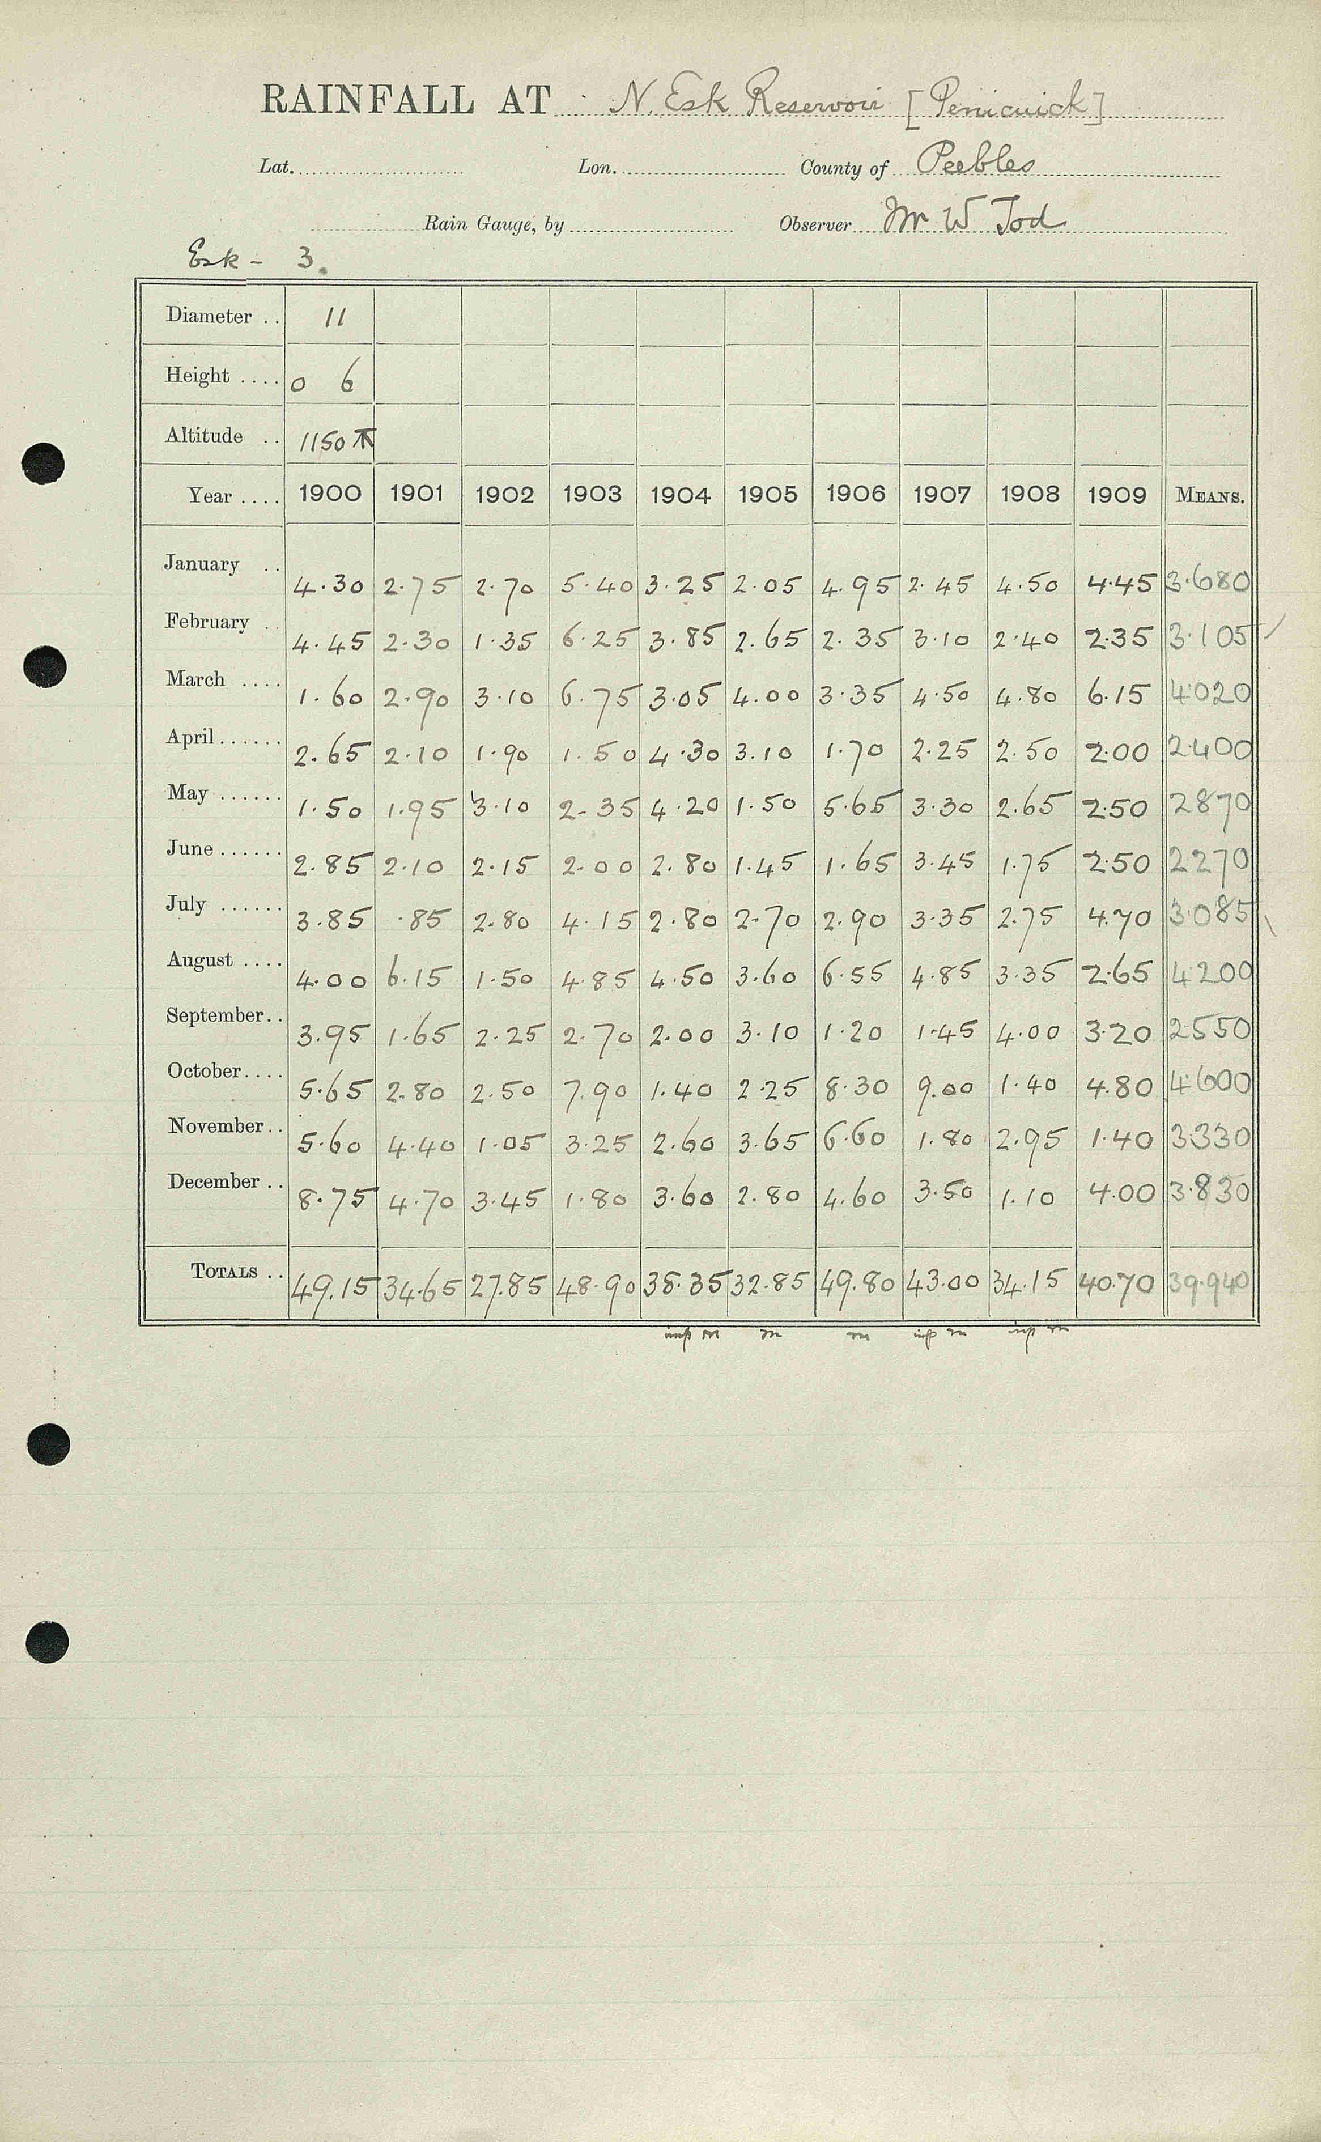 RAINFALL AT N. Esk Reservoir [Penicuick]
Lat. Lon. County of Peebles
Rain Gauge, by Observer Mr W Tod
Esk - 3.
Diameter .. 11
Height .... 0 6
Altitude .. 1150
Year .... 1900 1901 1902 1903 1904 1905 1906 1907 1908 1909 MEANS.
January .. 4.30 2.75 2.70 5.40 3.25 2.05 4.95 2.45 4.50 4.45 3.680
February .. 4.45 2.30 1.35 6.25 3.85 2.65 2.35 3.10 2.40 2.35 3.105
March .... 1.60 2.90 3.10 6.75 3.05 4.00 3.35 4.50 4.80 6.15 4.020
April...... 2.65 2.10 1.90 1.50 4.30 3.10 1.70 2.25 2.50 2.00 2.400
May ...... 1.50 1.95 3.10 2.35 4.20 1.50 5.65 3.30 2.65 2.50 2870
June ...... 2.85 2.10 2.15 2.00 2.80 1.45 1.65 3.45 1.75 2.50 2270
July ...... 3.85 .85 2.80 4.15 2.80 2.70 2.90 3.35 2.75 4.70 3.085
August .... 4.00 6.15 1.50 4.85 4.50 3.60 6.55 4.85 3.35 2.65 4.200
September.. 3.95 1.65 2.25 2.70 2.00 3.10 1.20 1.45 4.00 3.20 2550
October.... 5.65 2.80 2.50 7.90 1.40 2.25 8.30 9.00 1.40 4.80 4.600
November.. 5.60 4.40 1.05 3.25 2.60 3.65 6.60 1.80 2.95 1.40 3330
December .. 8.75 4.70 3.45 1.80 3.60 2.80 4.60 3.50 1.10 4.00 3.830
TOTALS .. 49.15 34.65 27.85 48.90 38.35 32.85 49.80 43.00 34.15 40.70 39.940